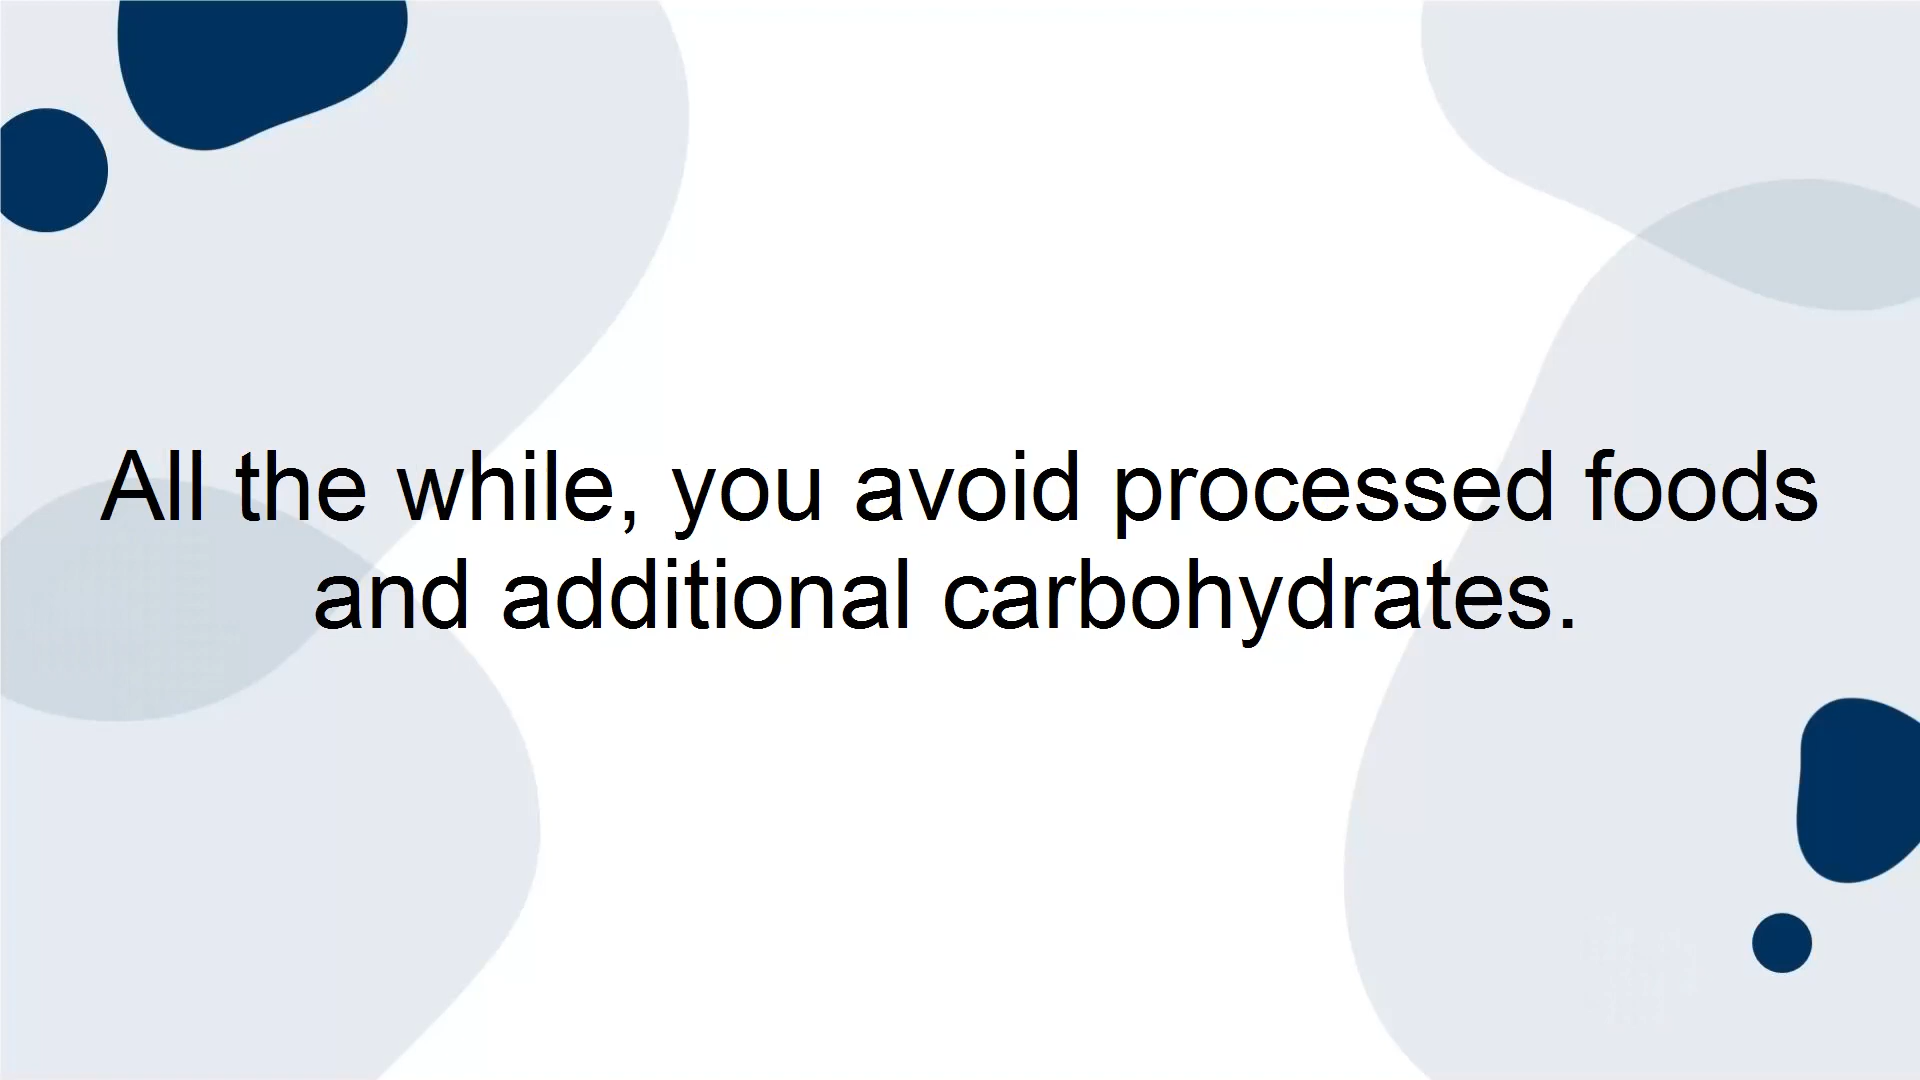 All the while, you avoid processed foods
and additional carbohydrates.